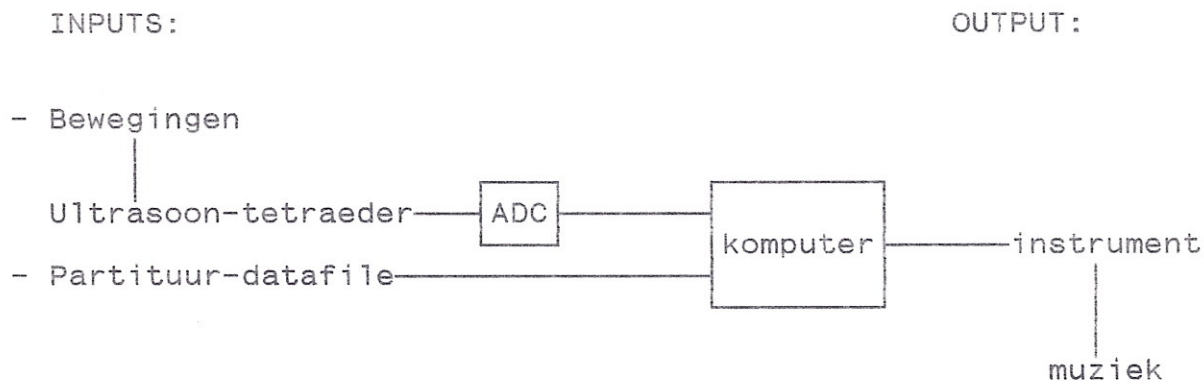 INPUTS: OUTPUT:
- Bewegingen
Ultrasoon-tetraeder ADC
komputer instrument
- Partituur-datafile
muziek